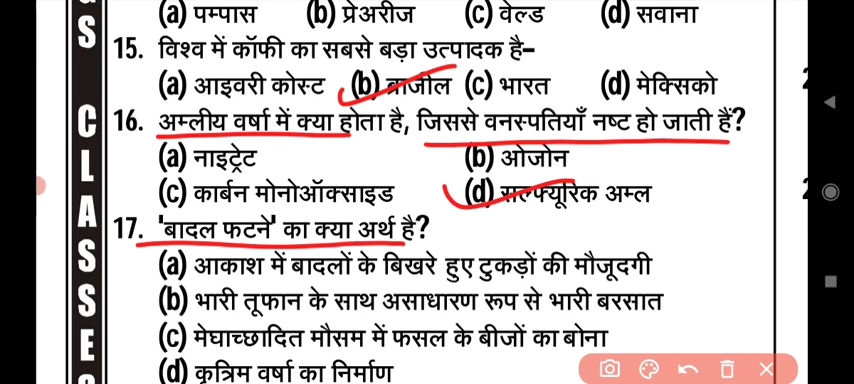 (a) पम्पास (b) प्रेअरीज (c) वेल्ड (d) सवाना
15. विश्व में कॉफी का सबसे बड़ा उत्पादक है–
(a) आइवरी कोस्ट (b) ब्राजील (c) भारत (d) मेक्सिको
16. अम्लीय वर्षा में क्या होता है, जिससे वनस्पतियाँ नष्ट हो जाती हैं?
(a) नाइट्रेट (b) ओजोन
(c) कार्बन मोनोऑक्साइड (d) सल्फ्यूरिक अम्ल
17. 'बादल फटने' का क्या अर्थ है?
(a) आकाश में बादलों के बिखरे हुए टुकड़ों की मौजूदगी
(b) भारी तूफान के साथ असाधारण रूप से भारी बरसात
(c) मेघाच्छादित मौसम में फसल के बीजों का बोना
(d) कृत्रिम वर्षा का निर्माण
S CLASSE